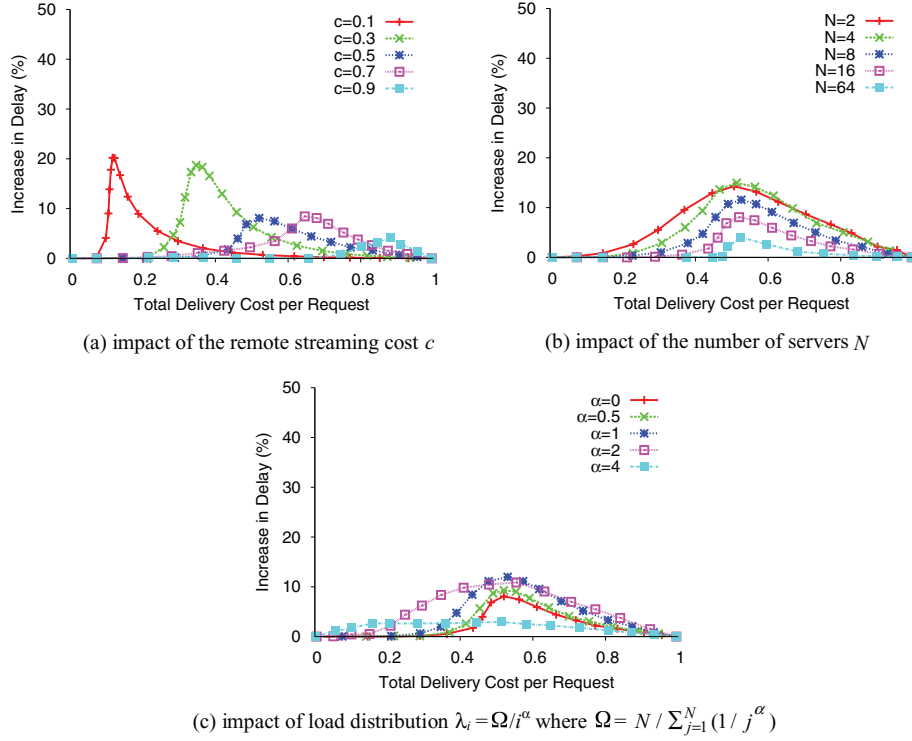 50
40
30
20
10
0
Increase in Delay (%)
c=0.1
c=0.3
c=0.5
c=0.7
c=0.9
0 0.2 0.4 0.6 0.8 1
Total Delivery Cost per Request
(a) impact of the remote streaming cost c
50
40
30
20
10
0
Increase in Delay (%)
N=2
N=4
N=8
N=16
N=64
0 0.2 0.4 0.6 0.8
Total Delivery Cost per Request
(b) impact of the number of servers N
50
40
30
20
10
0
Increase in Delay (%)
α=0
α=0.5
α=1
α=2
α=4
0 0.2 0.4 0.6 0.8 1
Total Delivery Cost per Request
(c) impact of load distribution λ_i = Ω/i^α where Ω = N / ∑_{j=1}^{N} (1/j^α)